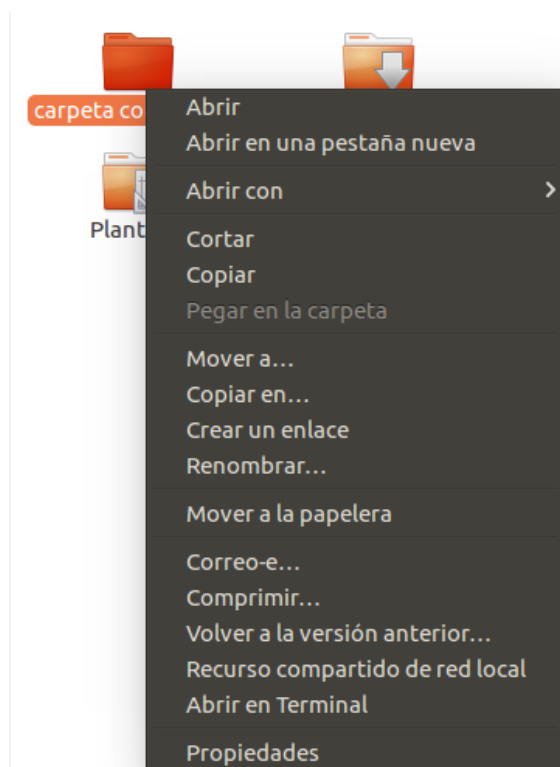 carpeta co
Plant
Abrir
Abrir en una pestaña nueva
Abrir con
Cortar
Copiar
Pegar en la carpeta
Mover a...
Copiar en...
Crear un enlace
Renombrar...
Mover a la papelera
Correo-e...
Comprimir...
Volver a la versión anterior...
Recurso compartido de red local
Abrir en Terminal
Propiedades